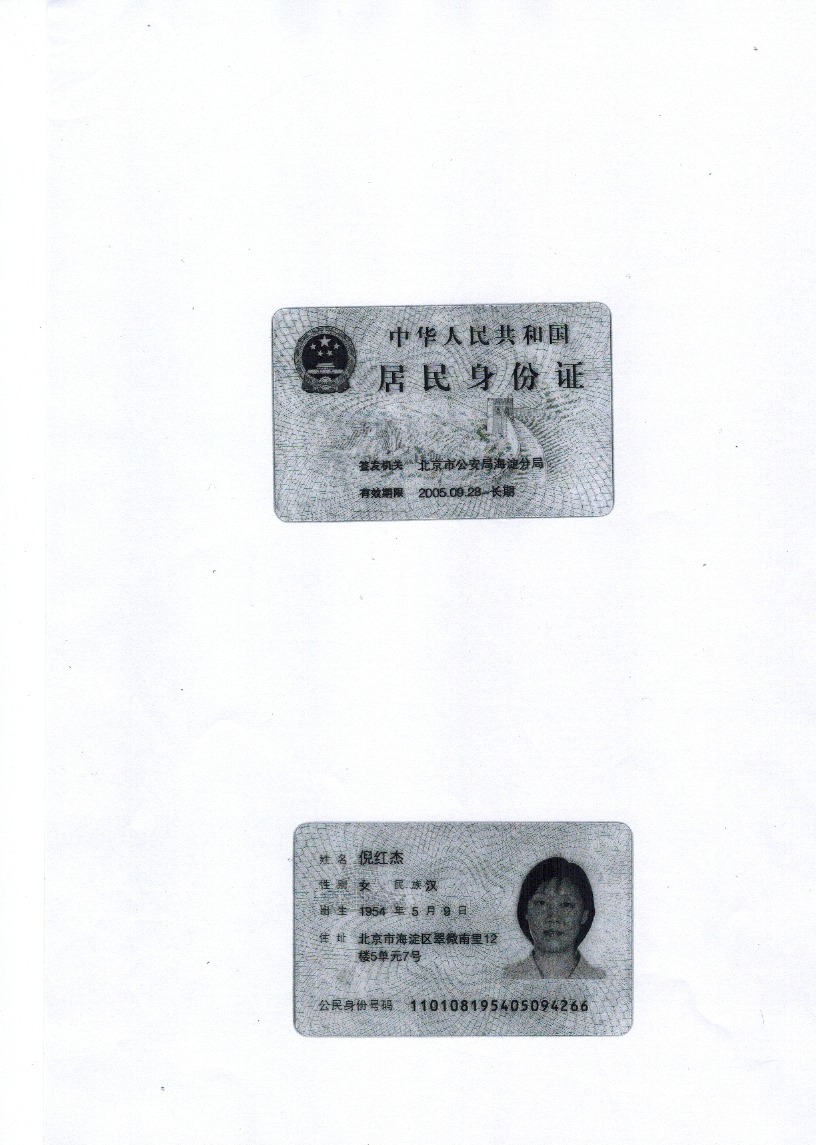 中华人民共和国
居民身份证
签发机关 北京市公安局海淀分局
有效期限 2005.09.28-长期
姓名 倪红杰
性别 女 民族 汉
出生 1954 年 5 月 9 日
住址 北京市海淀区翠微南里12
楼5单元7号
公民身份号码 110108195405094266